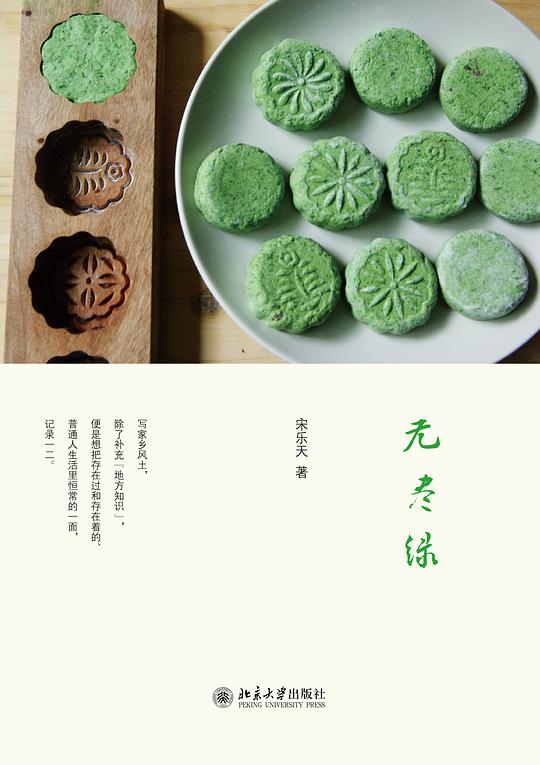 无尽绿
宋乐天 著
写家乡风土，
除了补充「地方知识」，
便是想把存在过和存在着的、
普通人生活里恒常的一面，
记录一二。
北京大学出版社
PEKING UNIVERSITY PRESS